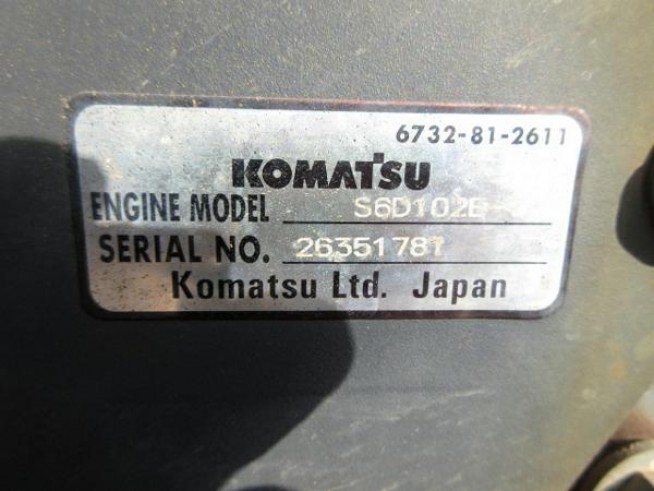 6732-81-2611
KOMATSU
ENGINE MODEL S6D102E-
SERIAL NO. 26351781
Komatsu Ltd. Japan